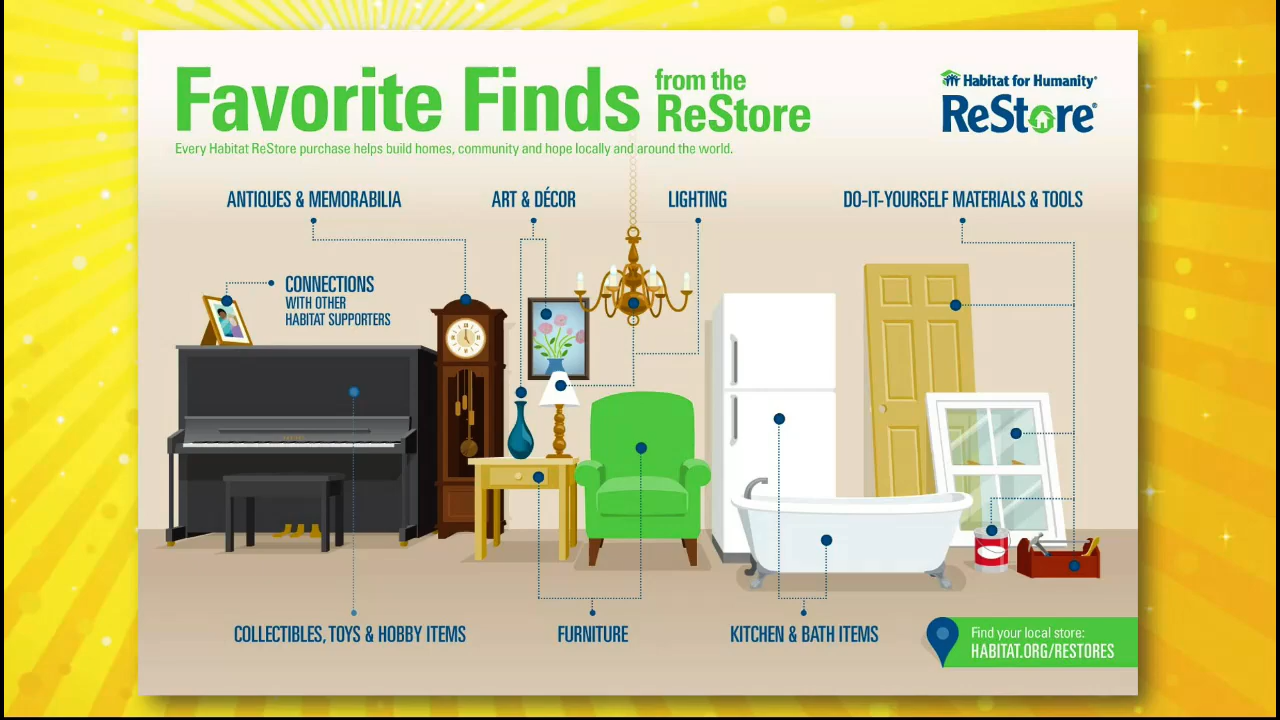 Favorite Finds from the ReStore
Every Habitat ReStore purchase helps build homes, community and hope locally and around the world.
Habitat for Humanity®
ReStore®
ANTIQUES & MEMORABILIA
ART & DÉCOR
LIGHTING
DO-IT-YOURSELF MATERIALS & TOOLS
CONNECTIONS
WITH OTHER
HABITAT SUPPORTERS
COLLECTIBLES, TOYS & HOBBY ITEMS
FURNITURE
KITCHEN & BATH ITEMS
Find your local store:
HABITAT.ORG/RESTORES